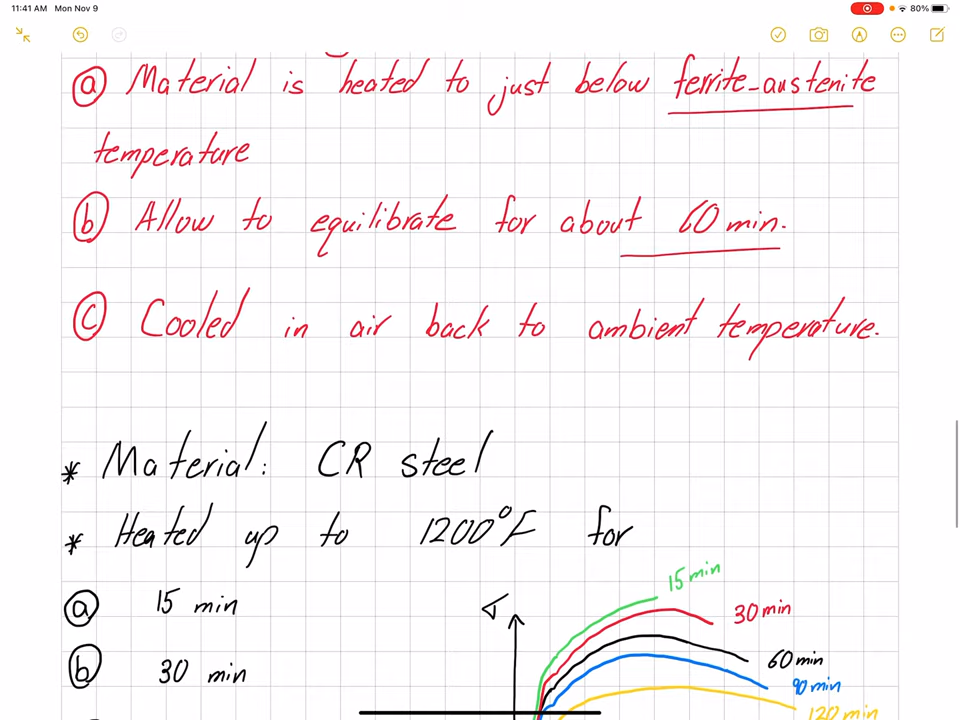 11:41 AM Mon Nov 9
80%
ⓐ Material is heated to just below ferrite-austenite
temperature
ⓑ Allow to equilibrate for about 60 min.
ⓒ Cooled in air back to ambient temperature.
* Material: CR steel
* Heated up to 1200°F for
ⓐ 15 min
ⓑ 30 min
σ
15 min
30 min
60 min
90 min
120 min